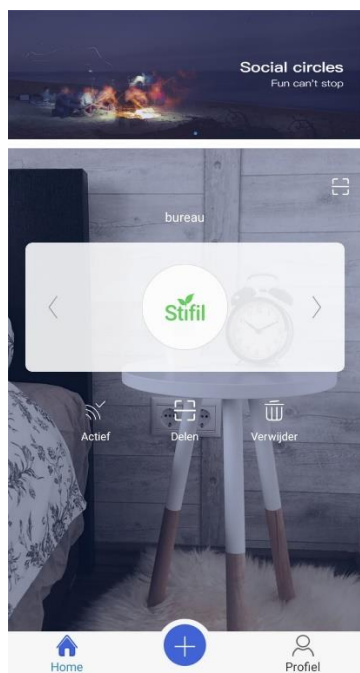 Social circles
Fun can't stop
bureau
Stifil
Actief
Delen
Verwijder
Home
Profiel